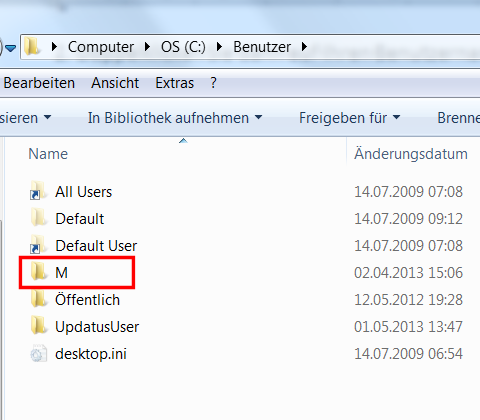 Computer ▸ OS (C:) ▸ Benutzer ▸
Bearbeiten Ansicht Extras ?
sieren In Bibliothek aufnehmen Freigeben für Brenne
Name Änderungsdatum
All Users 14.07.2009 07:08
Default 14.07.2009 09:12
Default User 14.07.2009 07:08
M 02.04.2013 15:06
Öffentlich 12.05.2012 19:28
UpdatusUser 01.05.2013 13:47
desktop.ini 14.07.2009 06:54